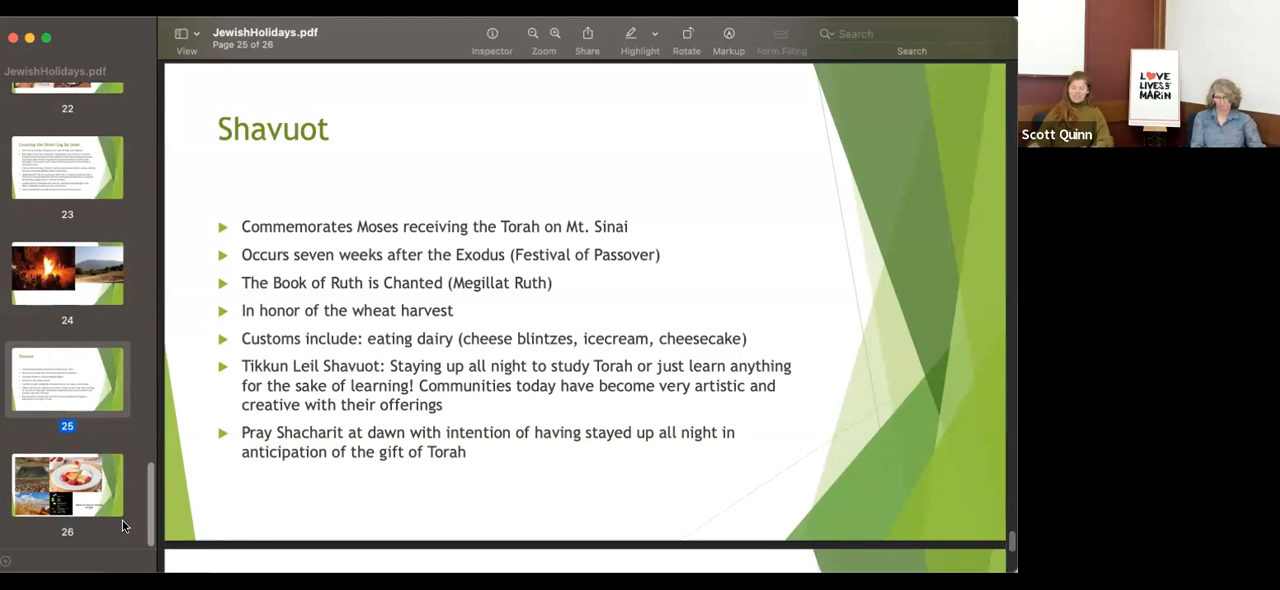 JewishHolidays.pdf
Page 25 of 26
View
Inspector
Zoom
Share
Highlight
Rotate
Markup
Form Filling
Search
Search
JewishHolidays.pdf
22
23
24
25
26
Shavuot
Commemorates Moses receiving the Torah on Mt. Sinai
Occurs seven weeks after the Exodus (Festival of Passover)
The Book of Ruth is Chanted (Megillat Ruth)
In honor of the wheat harvest
Customs include: eating dairy (cheese blintzes, icecream, cheesecake)
Tikkun Leil Shavuot: Staying up all night to study Torah or just learn anything
for the sake of learning! Communities today have become very artistic and
creative with their offerings
Pray Shacharit at dawn with intention of having stayed up all night in
anticipation of the gift of Torah
LOVE
LIVES IN
MARIN
Scott Quinn